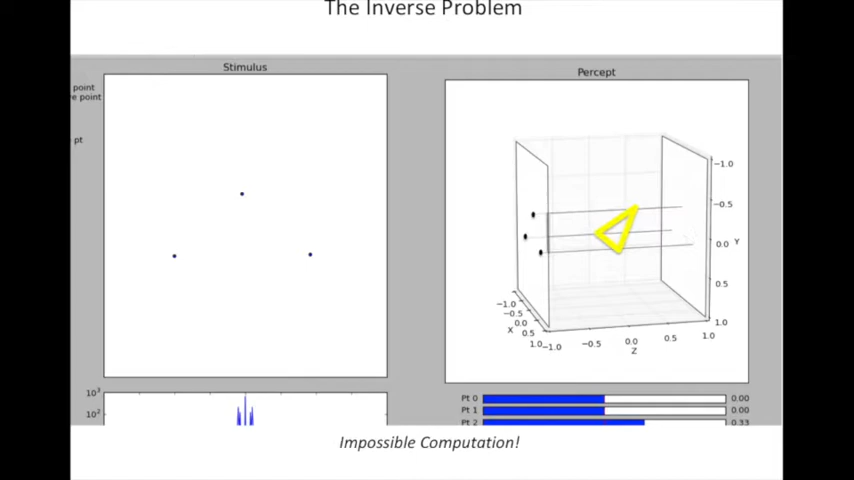 The Inverse Problem
Stimulus
point
e point
pt
10³
10²
Percept
−1.0
−0.5
0.0
0.5
1.0
Y
−1.0
−0.5
0.0
0.5
1.0
X
−1.0
−0.5
0.0
0.5
1.0
Z
Pt 0 0.00
Pt 1 0.00
Pt 2 0.33
Impossible Computation!